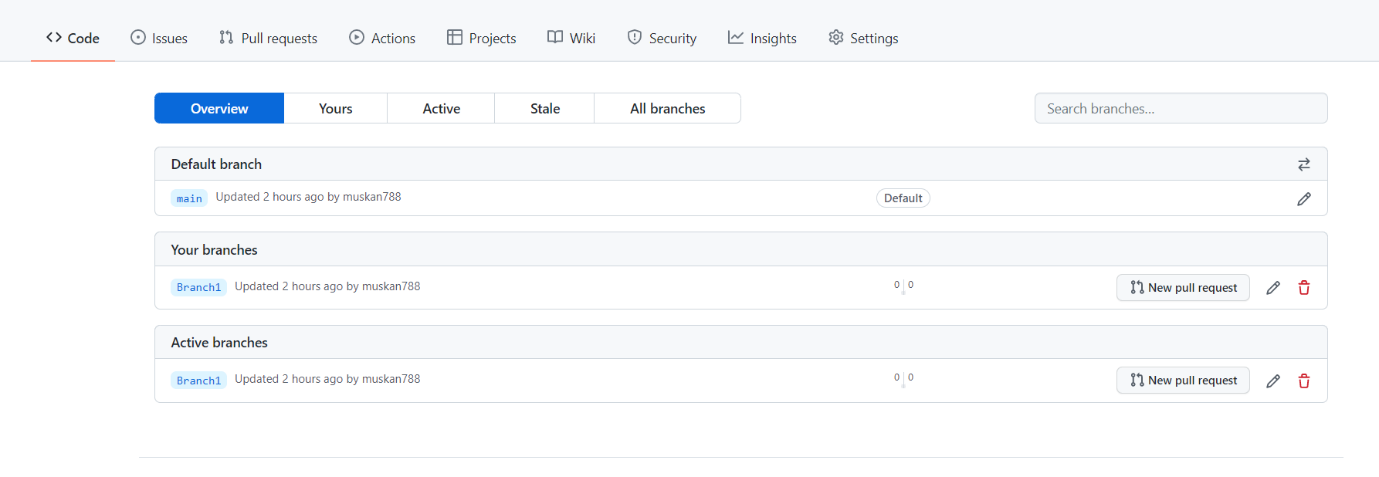 Code Issues Pull requests Actions Projects Wiki Security Insights Settings
Overview Yours Active Stale All branches Search branches...
Default branch
main Updated 2 hours ago by muskan788 Default
Your branches
Branch1 Updated 2 hours ago by muskan788 0 0 New pull request
Active branches
Branch1 Updated 2 hours ago by muskan788 0 0 New pull request